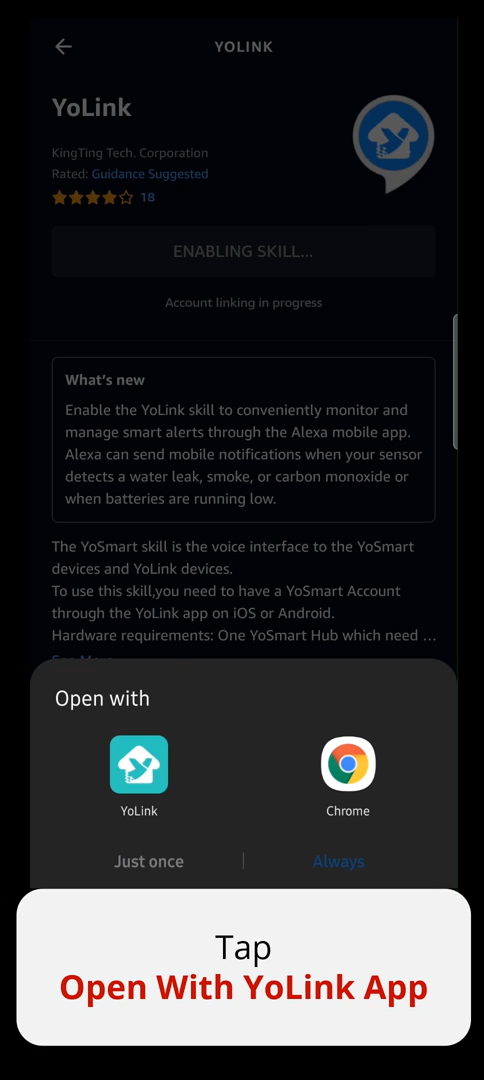 YOLINK
YoLink
KingTing Tech. Corporation
Rated: Guidance Suggested
18
ENABLING SKILL...
Account linking in progress
What's new
Enable the YoLink skill to conveniently monitor and
manage smart alerts through the Alexa mobile app.
Alexa can send mobile notifications when your sensor
detects a water leak, smoke, or carbon monoxide or
when batteries are running low.
The YoSmart skill is the voice interface to the YoSmart
devices and YoLink devices.
To use this skill,you need to have a YoSmart Account
through the YoLink app on iOS or Android.
Hardware requirements: One YoSmart Hub which need ...
See More
Open with
YoLink
Chrome
Just once
Always
Tap
Open With YoLink App